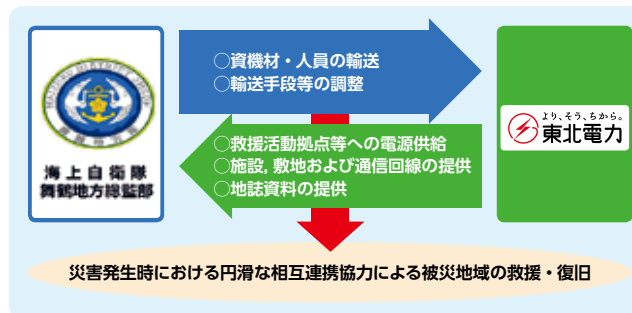 海上自衛隊
舞鶴地方総監部
○資機材・人員の輸送
○輸送手段等の調整
○救援活動拠点等への電源供給
○施設，敷地および通信回線の提供
○地誌資料の提供
より、そう、ちから。
東北電力
災害発生時における円滑な相互連携協力による被災地域の救援・復旧